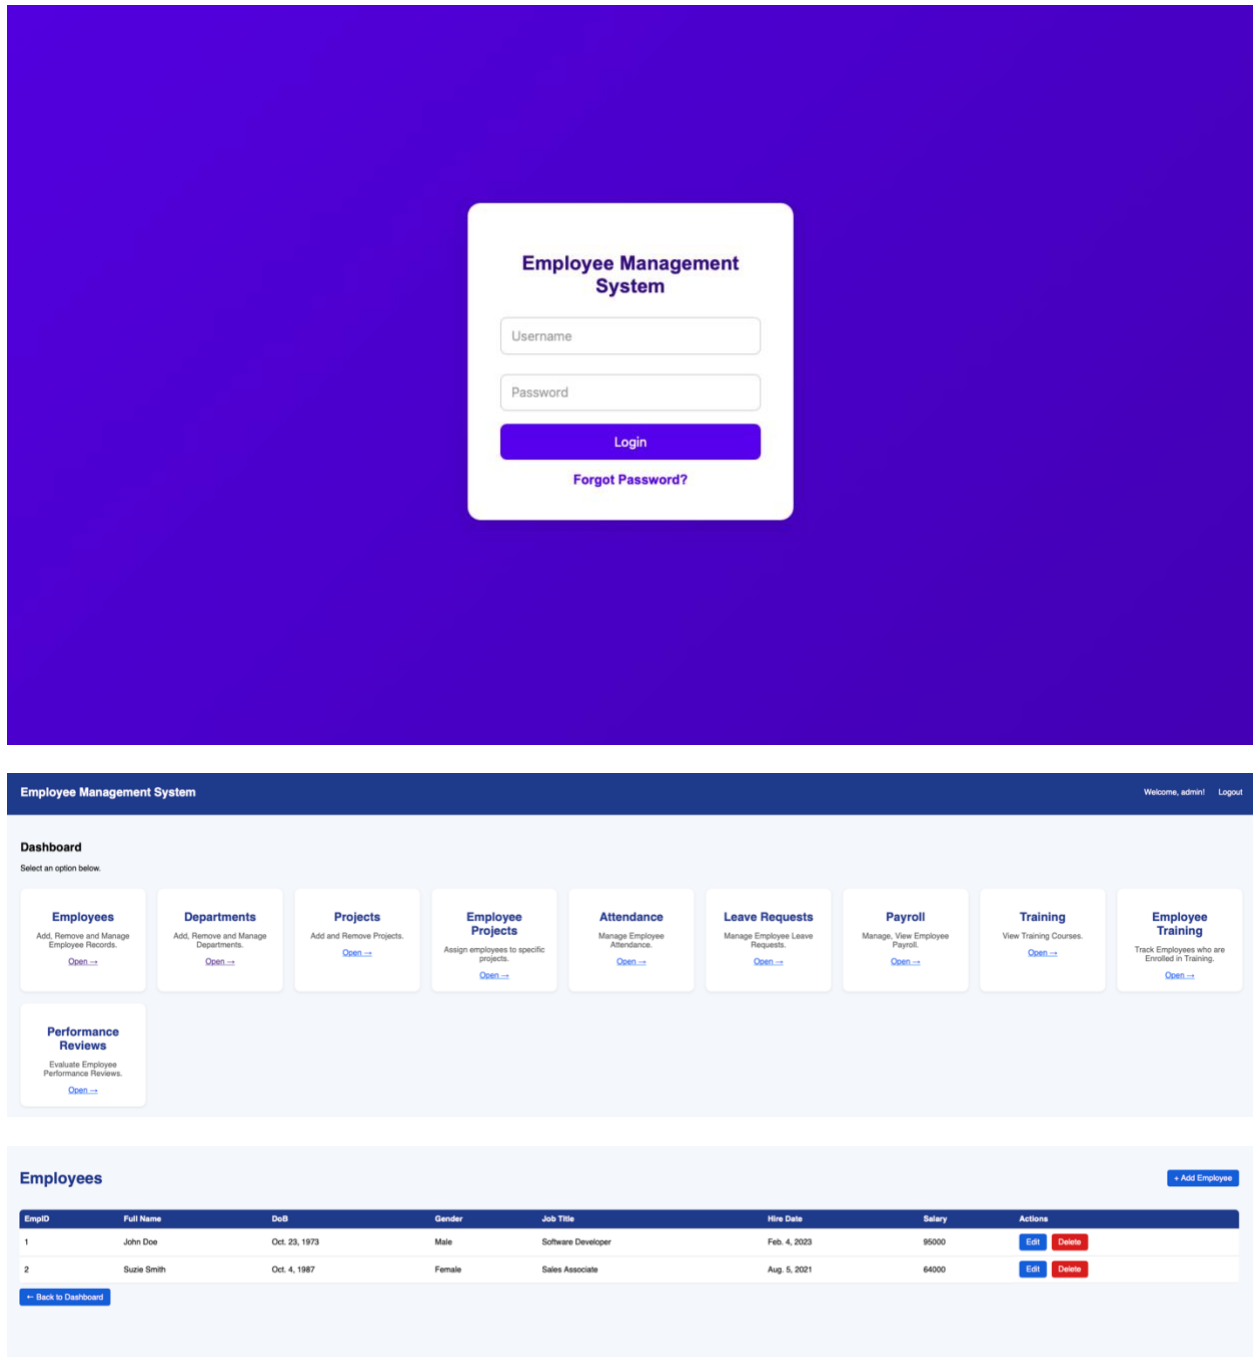 Employee Management
System
Username
Password
Login
Forgot Password?
Employee Management System
Welcome, admin! Logout
Dashboard
Select an option below.
Employees
Add, Remove and Manage
Employee Records.
Open →
Departments
Add, Remove and Manage
Departments.
Open →
Projects
Add and Remove Projects.
Open →
Employee
Projects
Assign employees to specific
projects.
Open →
Attendance
Manage Employee
Attendance.
Open →
Leave Requests
Manage Employee Leave
Requests.
Open →
Payroll
Manage, View Employee
Payroll.
Open →
Training
View Training Courses.
Open →
Employee
Training
Track Employees who are
Enrolled in Training.
Open →
Performance
Reviews
Evaluate Employee
Performance Reviews.
Open →
Employees
+ Add Employee
EmpID Full Name DoB Gender Job Title Hire Date Salary Actions
1 John Doe Oct. 23, 1973 Male Software Developer Feb. 4, 2023 95000 Edit Delete
2 Suzie Smith Oct. 4, 1987 Female Sales Associate Aug. 5, 2021 64000 Edit Delete
← Back to Dashboard